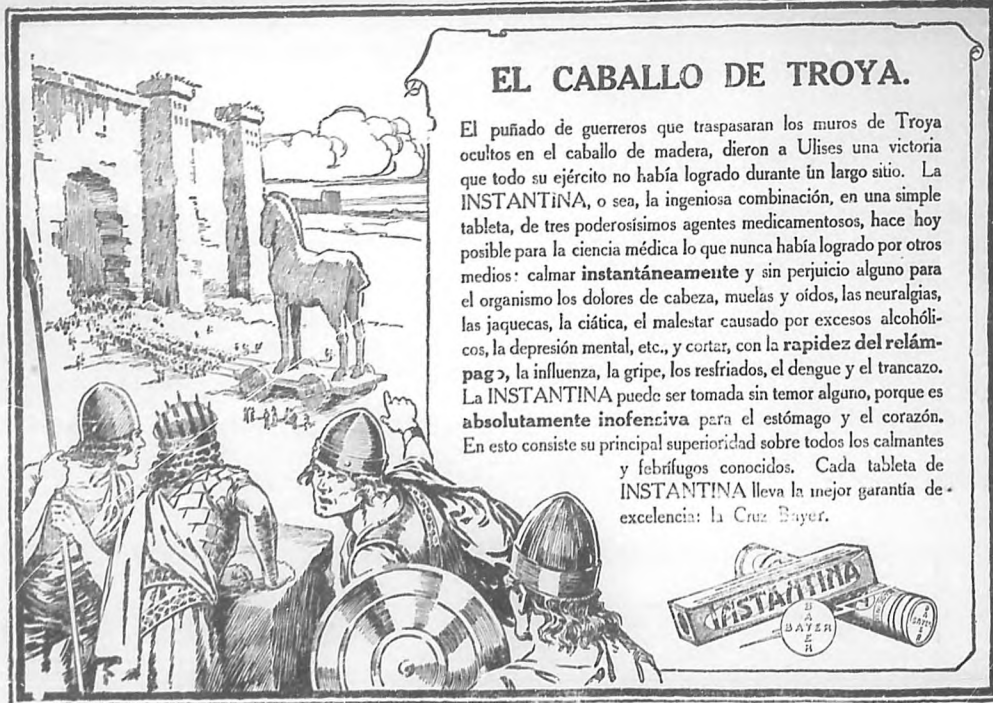 EL CABALLO DE TROYA.
El puñado de guerreros que traspasaran los muros de Troya
ocultos en el caballo de madera, dieron a Ulises una victoria
que todo su ejército no había logrado durante un largo sitio. La
INSTANTINA, o sea, la ingeniosa combinación, en una simple
tableta, de tres poderosísimos agentes medicamentosos, hace hoy
posible para la ciencia médica lo que nunca había logrado por otros
medios: calmar instantáneamente y sin perjuicio alguno para
el organismo los dolores de cabeza, muelas y oídos, las neuralgias,
las jaquecas, la ciática, el malestar causado por excesos alcohóli-
cos, la depresión mental, etc., y cortar, con la rapidez del relám-
pago, la influenza, la gripe, los resfriados, el dengue y el trancazo.
La INSTANTINA puede ser tomada sin temor alguno, porque es
absolutamente inofenciva para el estómago y el corazón.
En esto consiste su principal superioridad sobre todos los calmantes
y febrífugos conocidos. Cada tableta de
INSTANTINA lleva la mejor garantía de
excelencia: la Cruz Bayer.
INSTANTINA
BAYER
BAYER
BAYER